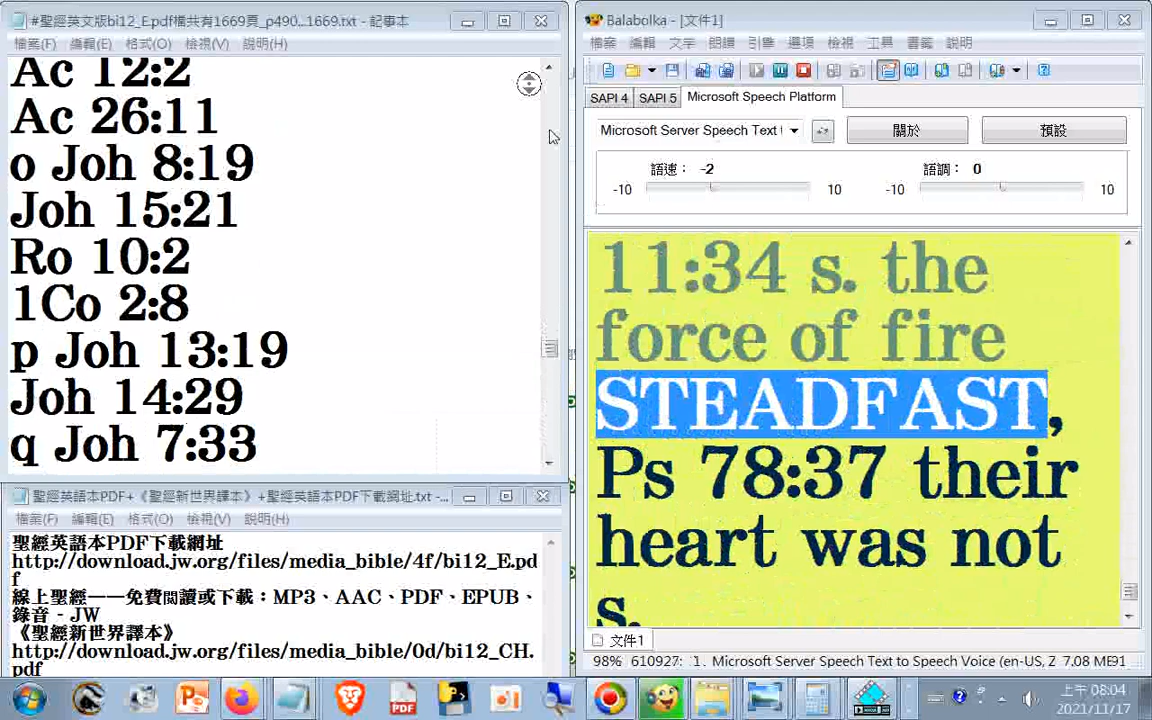 #聖經英文版bi12_E.pdf檔共有1669頁_p490...1669.txt - 記事本
檔案(F) 編輯(E) 格式(O) 檢視(V) 說明(H)
Ac 12:2
Ac 26:11
o Joh 8:19
Joh 15:21
Ro 10:2
1Co 2:8
p Joh 13:19
Joh 14:29
q Joh 7:33
聖經英語本PDF+《聖經新世界譯本》+聖經英語本PDF下載網址.txt -...
檔案(F) 編輯(E) 格式(O) 檢視(V) 說明(H)
聖經英語本PDF下載網址
http://download.jw.org/files/media_bible/4f/bi12_E.pd
f
線上聖經——免費閱讀或下載：MP3、AAC、PDF、EPUB、
錄音 - JW
《聖經新世界譯本》
http://download.jw.org/files/media_bible/0d/bi12_CH.
pdf
Balabolka - [文件1]
檔案 編輯 文字 朗讀 引擎 選項 檢視 工具 書籤 說明
SAPI 4 SAPI 5 Microsoft Speech Platform
Microsoft Server Speech Text 關於 預設
語速： -2 語調： 0
-10 10 -10 10
11:34 s. the
force of fire
STEADFAST,
Ps 78:37 their
heart was not
s.
文件1
98% 610927: 1. Microsoft Server Speech Text to Speech Voice (en-US, Z 7.08 ME91
上午 08:04
2021/11/17